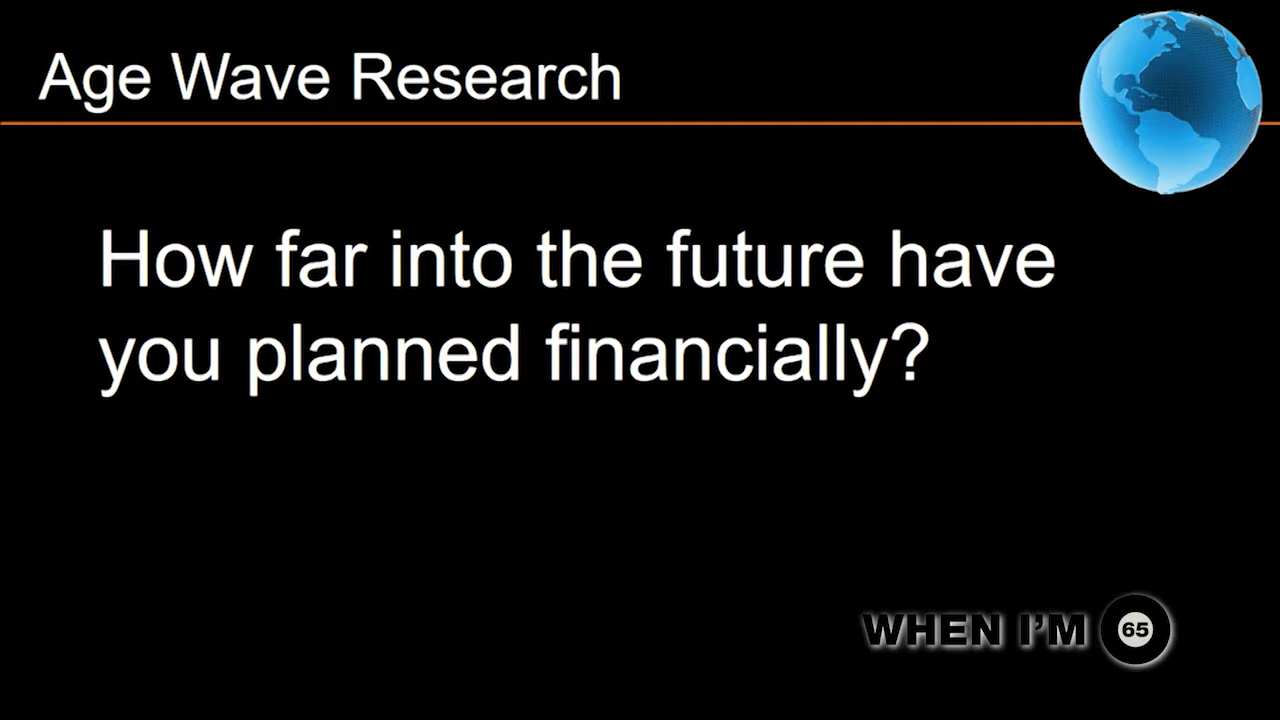 Age Wave Research
How far into the future have
you planned financially?
WHEN I'M 65